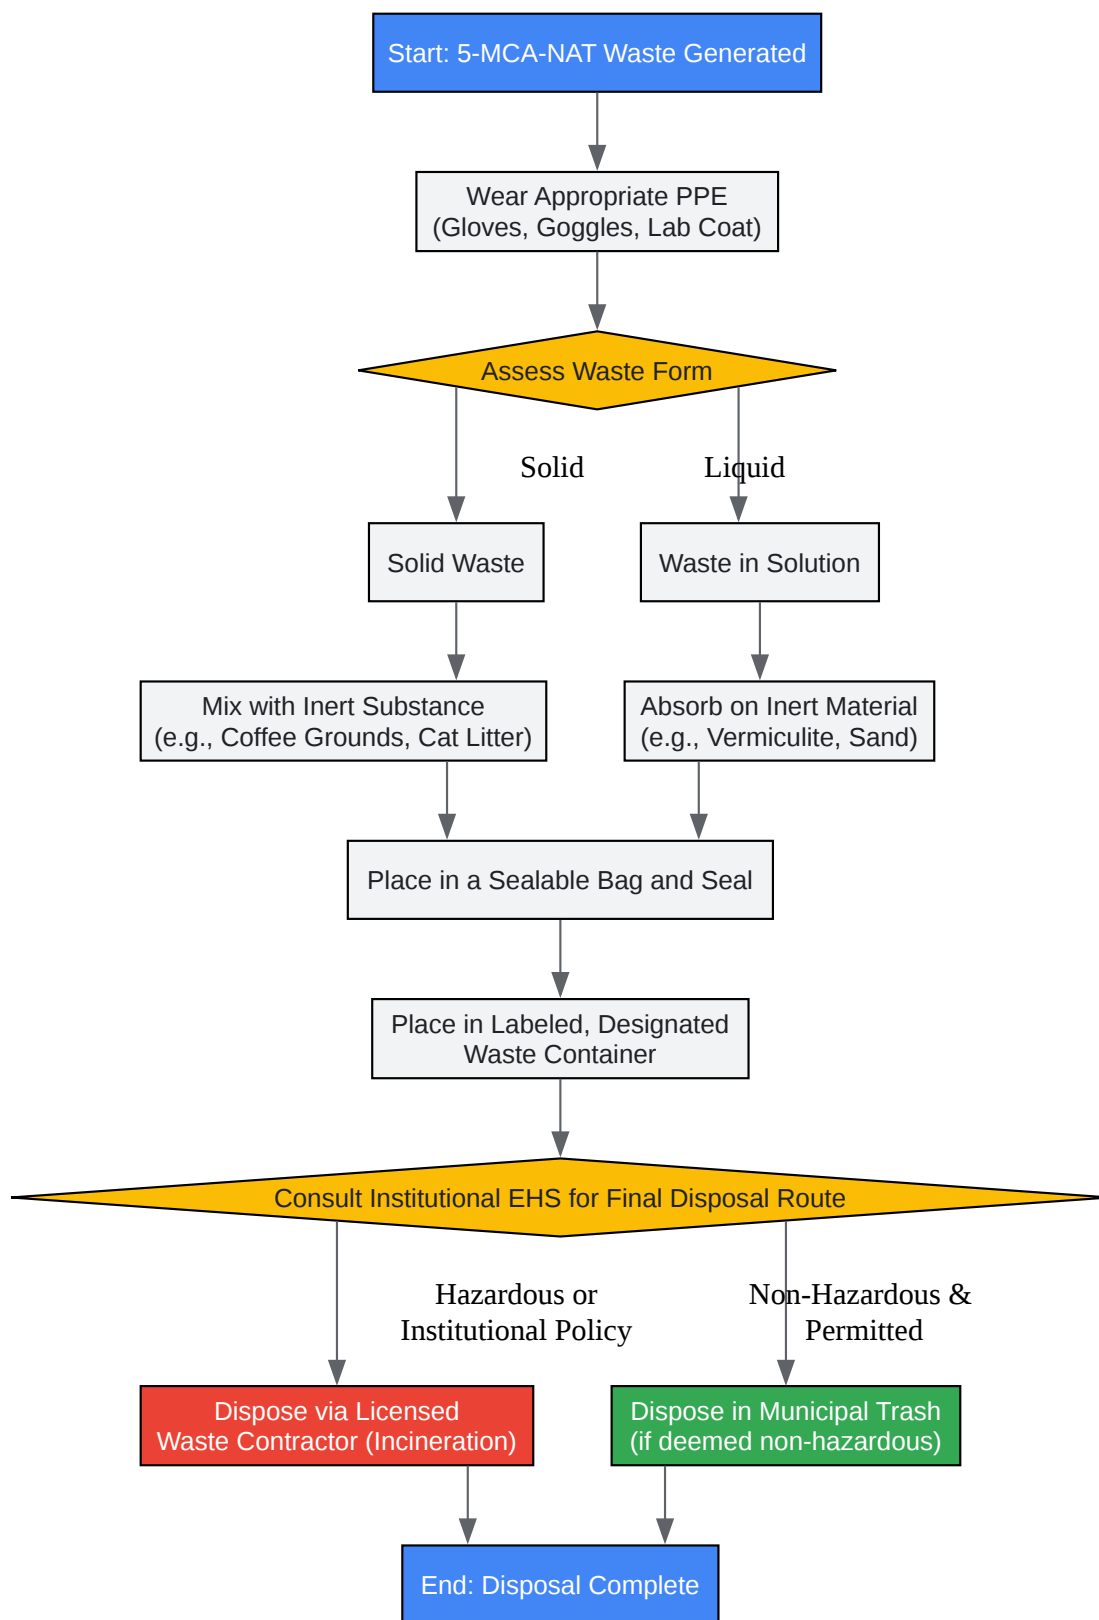 Start: 5-MCA-NAT Waste Generated
Wear Appropriate PPE
(Gloves, Goggles, Lab Coat)
Assess Waste Form
Solid
Liquid
Solid Waste
Waste in Solution
Mix with Inert Substance
(e.g., Coffee Grounds, Cat Litter)
Absorb on Inert Material
(e.g., Vermiculite, Sand)
Place in a Sealable Bag and Seal
Place in Labeled, Designated
Waste Container
Consult Institutional EHS for Final Disposal Route
Hazardous or
Institutional Policy
Non-Hazardous &
Permitted
Dispose via Licensed
Waste Contractor (Incineration)
Dispose in Municipal Trash
(if deemed non-hazardous)
End: Disposal Complete